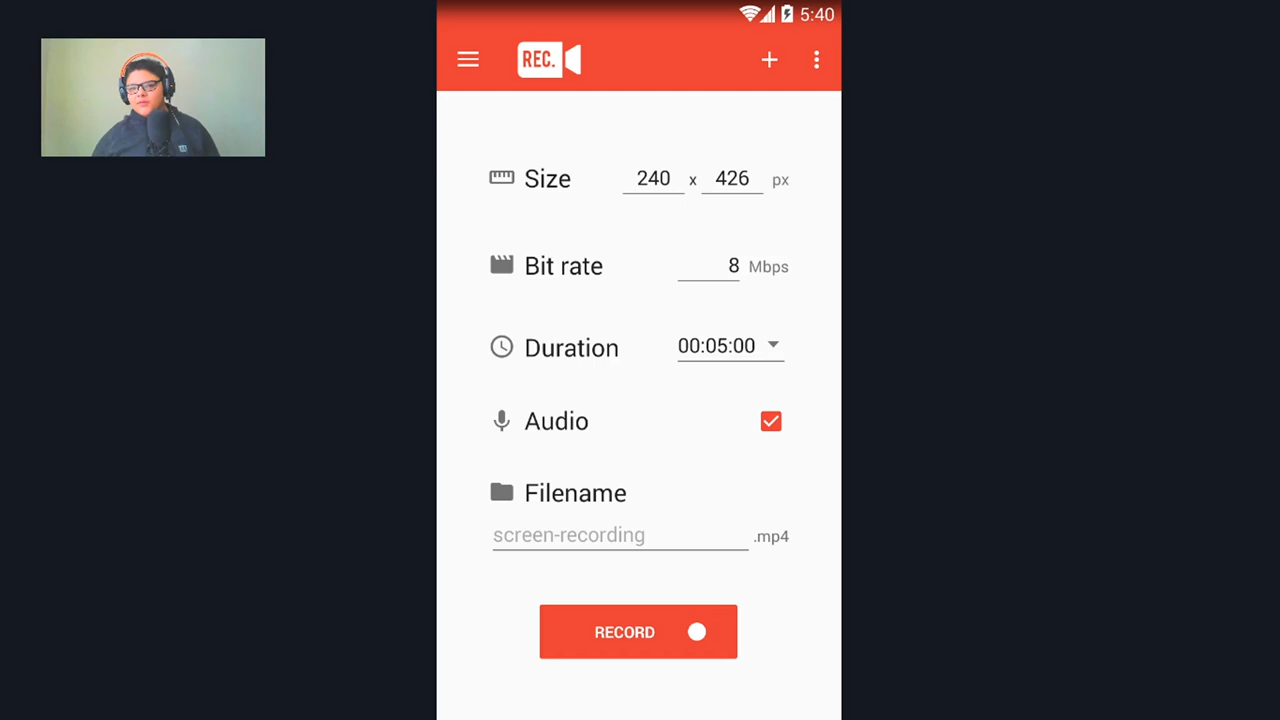 5:40
REC.
Size 240 x 426 px
Bit rate 8 Mbps
Duration 00:05:00
Audio
Filename
screen-recording .mp4
RECORD